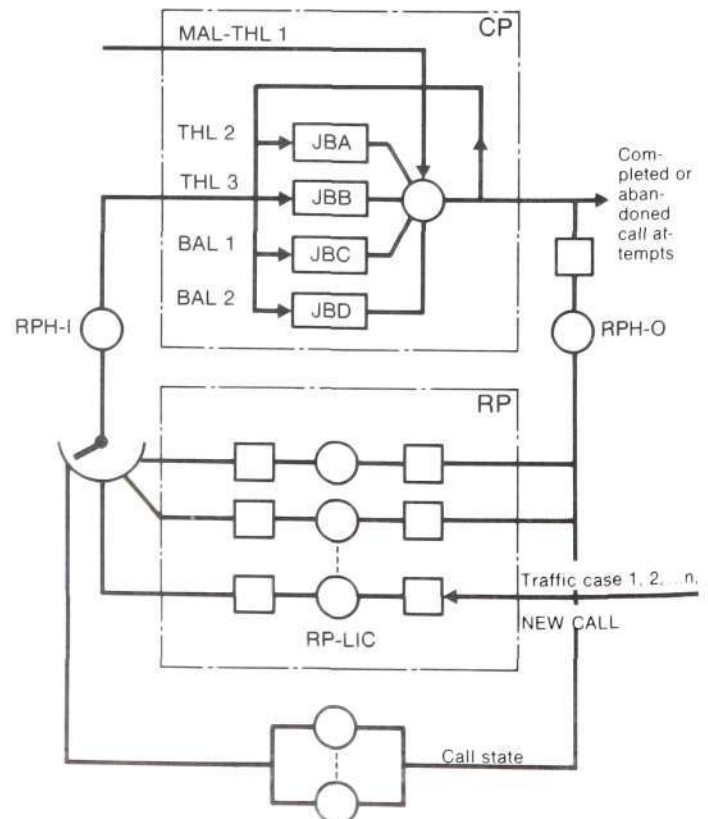 MAL-THL 1
CP
THL 2
JBA
THL 3
JBB
BAL 1
JBC
BAL 2
JBD
Com-
pleted or
aban-
doned
call at-
tempts
RPH-I
RPH-O
RP
Traffic case 1, 2, ...n,
NEW CALL
RP-LIC
Call state